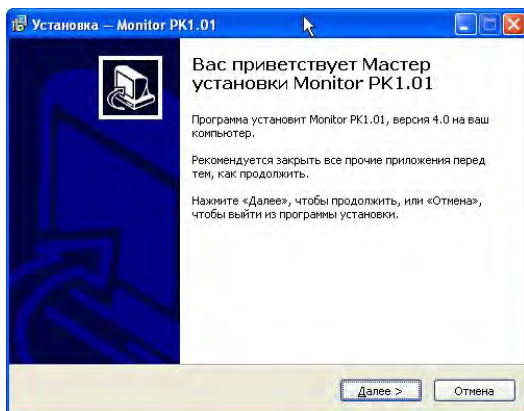 Установка — Monitor PK1.01
Вас приветствует Мастер
установки Monitor PK1.01
Программа установит Monitor PK1.01, версия 4.0 на ваш
компьютер.
Рекомендуется закрыть все прочие приложения перед
тем, как продолжить.
Нажмите «Далее», чтобы продолжить, или «Отмена»,
чтобы выйти из программы установки.
Далее >
Отмена